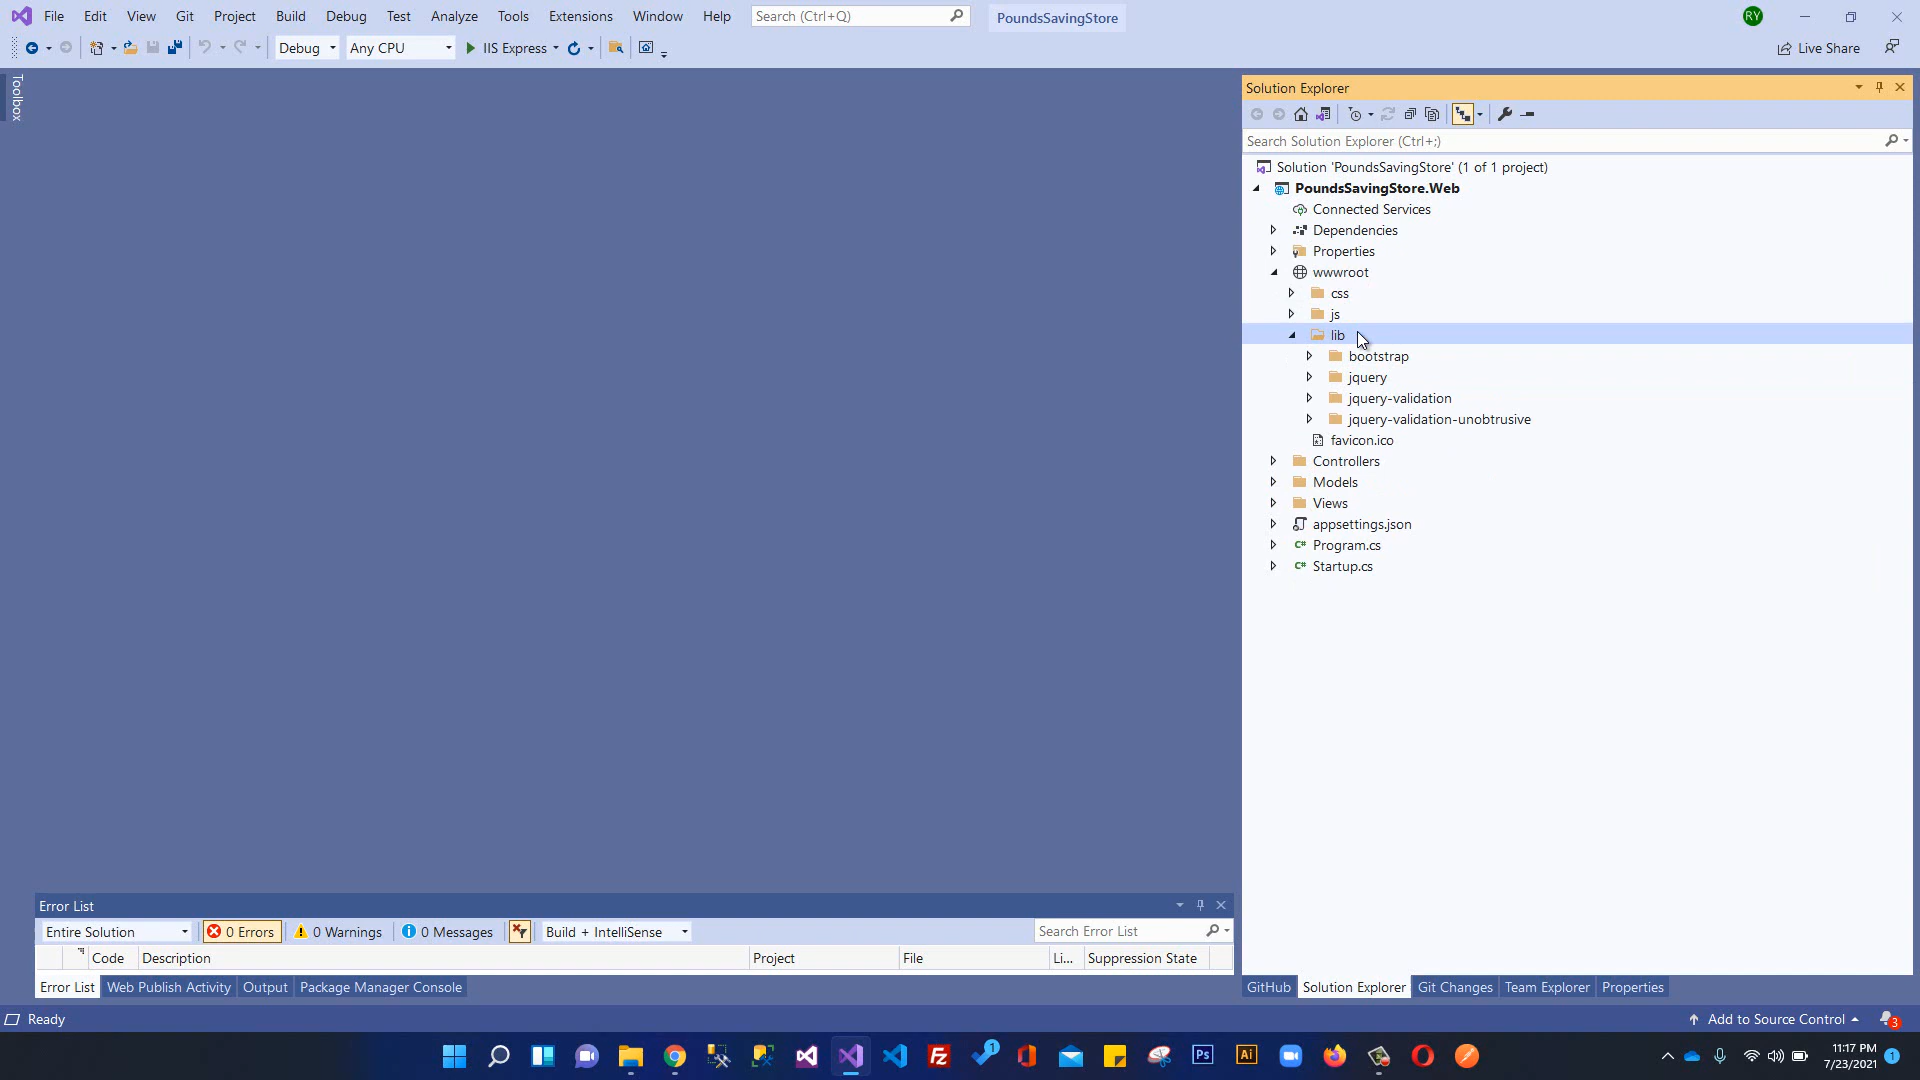 File Edit View Git Project Build Debug Test Analyze Tools Extensions Window Help Search (Ctrl+Q) PoundsSavingStore RY
Debug Any CPU IIS Express Live Share
Toolbox
Solution Explorer
Search Solution Explorer (Ctrl+;)
Solution 'PoundsSavingStore' (1 of 1 project)
PoundsSavingStore.Web
Connected Services
Dependencies
Properties
wwwroot
css
js
lib
bootstrap
jquery
jquery-validation
jquery-validation-unobtrusive
favicon.ico
Controllers
Models
Views
appsettings.json
C# Program.cs
C# Startup.cs
Error List
Entire Solution 0 Errors 0 Warnings 0 Messages Build + IntelliSense Search Error List
Code Description Project File Li... Suppression State
Error List Web Publish Activity Output Package Manager Console
GitHub Solution Explorer Git Changes Team Explorer Properties
Ready Add to Source Control 3
1 Fz Ps Ai
11:17 PM
7/23/2021 1